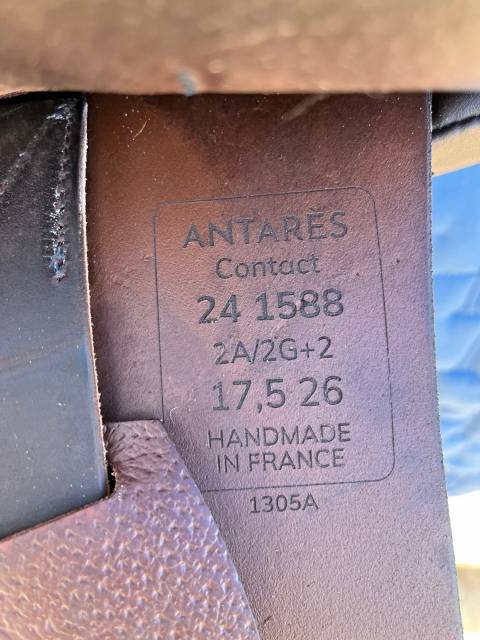 ANTARÈS
Contact
24 1588
2A/2G+2
17,5 26
HANDMADE
IN FRANCE
1305A